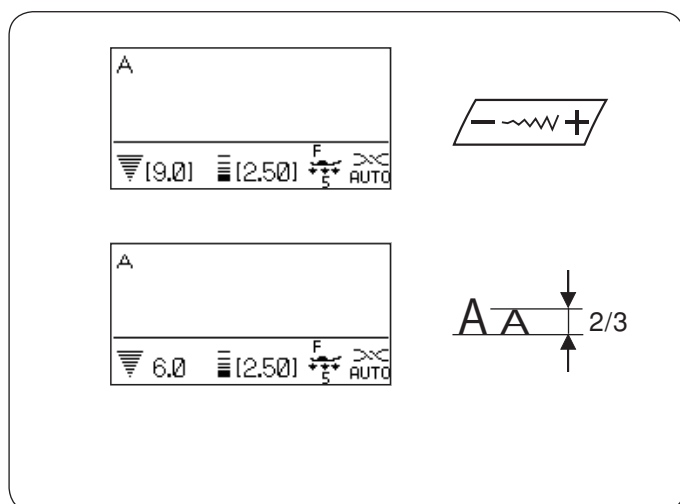 A
F
[9.0] [2.50] 5 AUTO
− +
A
F
6.0 [2.50] 5 AUTO
A A 2/3